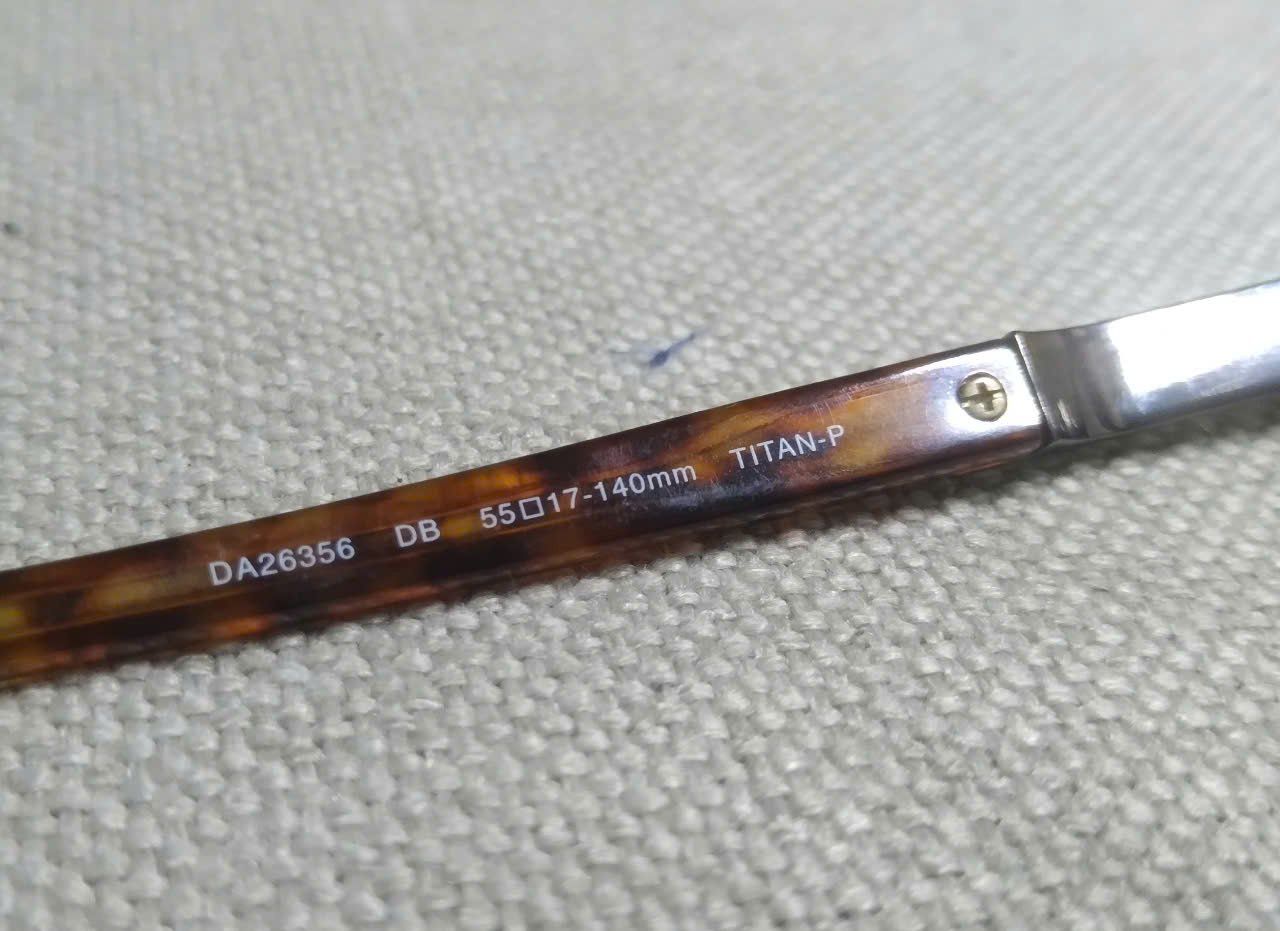 DA26356 DB 55□17-140mm TITAN-P